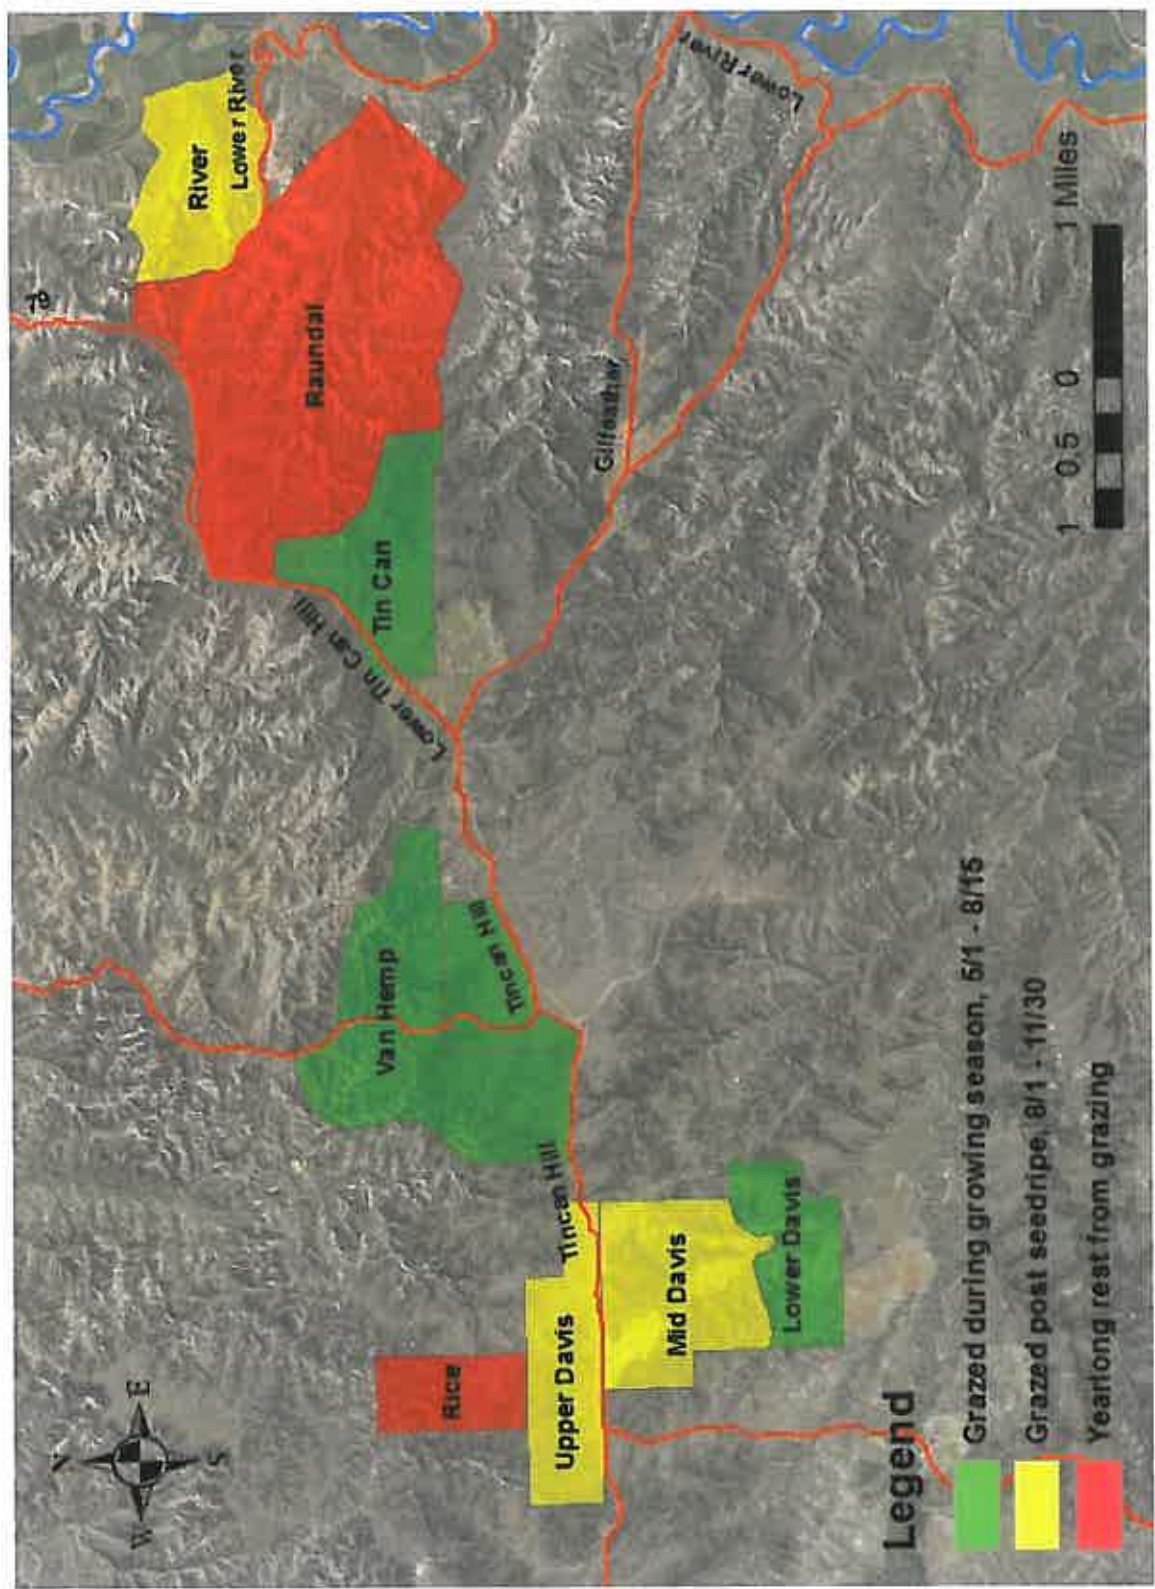 N
W
E
S
78
River
Lower River
Raundal
Tin Can
Lower Tin Can Hill
Van Hemp
Tincan Hill
Tincan Hill
Rice
Upper Davis
Mid Davis
Lower Davis
Gilfeather
Lower River
Legend
Grazed during growing season, 5/1 - 8/15
Grazed post seedripe, 8/1 - 11/30
Yearlong rest from grazing
1 0.5 0 1 Miles